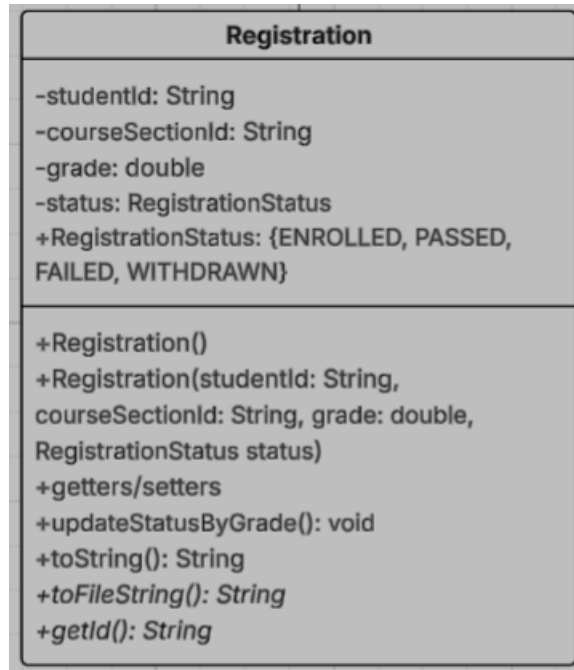 Registration
-studentId: String
-courseSectionId: String
-grade: double
-status: RegistrationStatus
+RegistrationStatus: {ENROLLED, PASSED,
FAILED, WITHDRAWN}
+Registration()
+Registration(studentId: String,
courseSectionId: String, grade: double,
RegistrationStatus status)
+getters/setters
+updateStatusByGrade(): void
+toString(): String
+toFileString(): String
+getId(): String